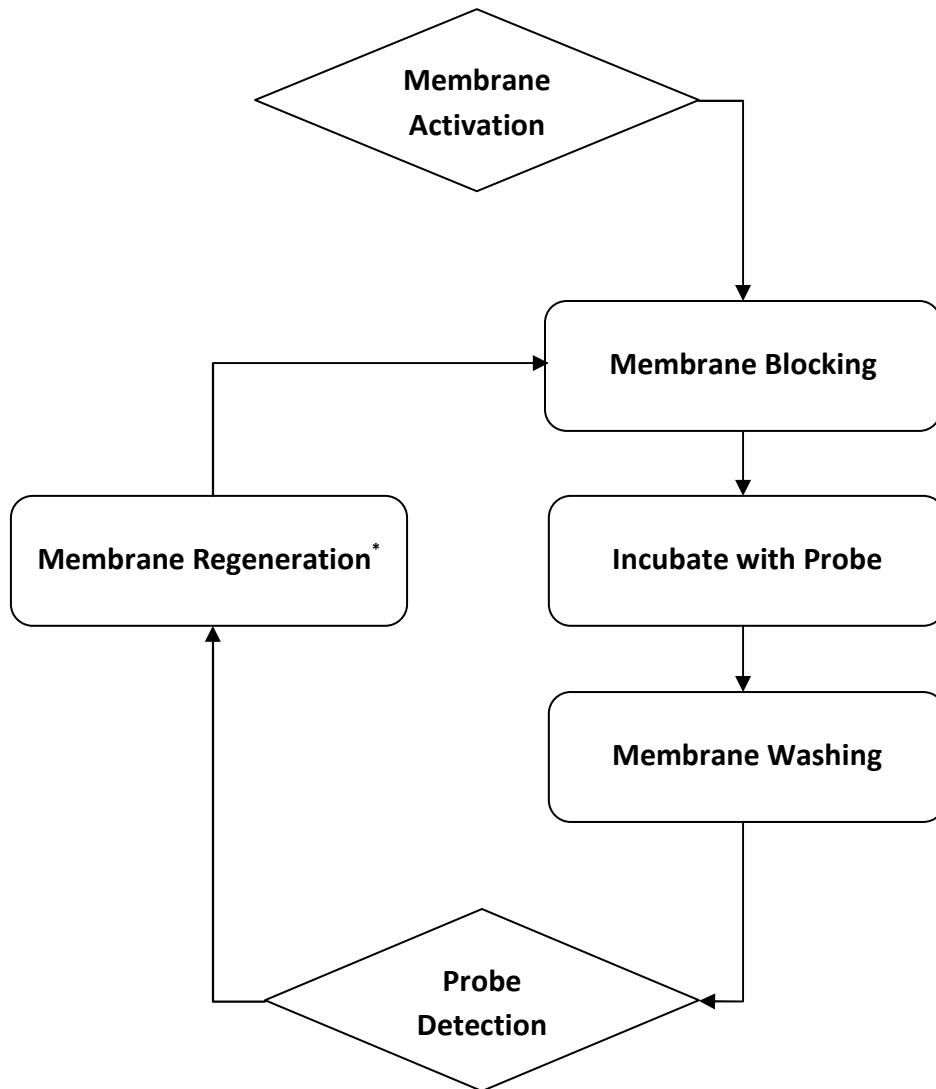 Membrane
Activation
Membrane Blocking
Membrane Regeneration*
Incubate with Probe
Membrane Washing
Probe
Detection